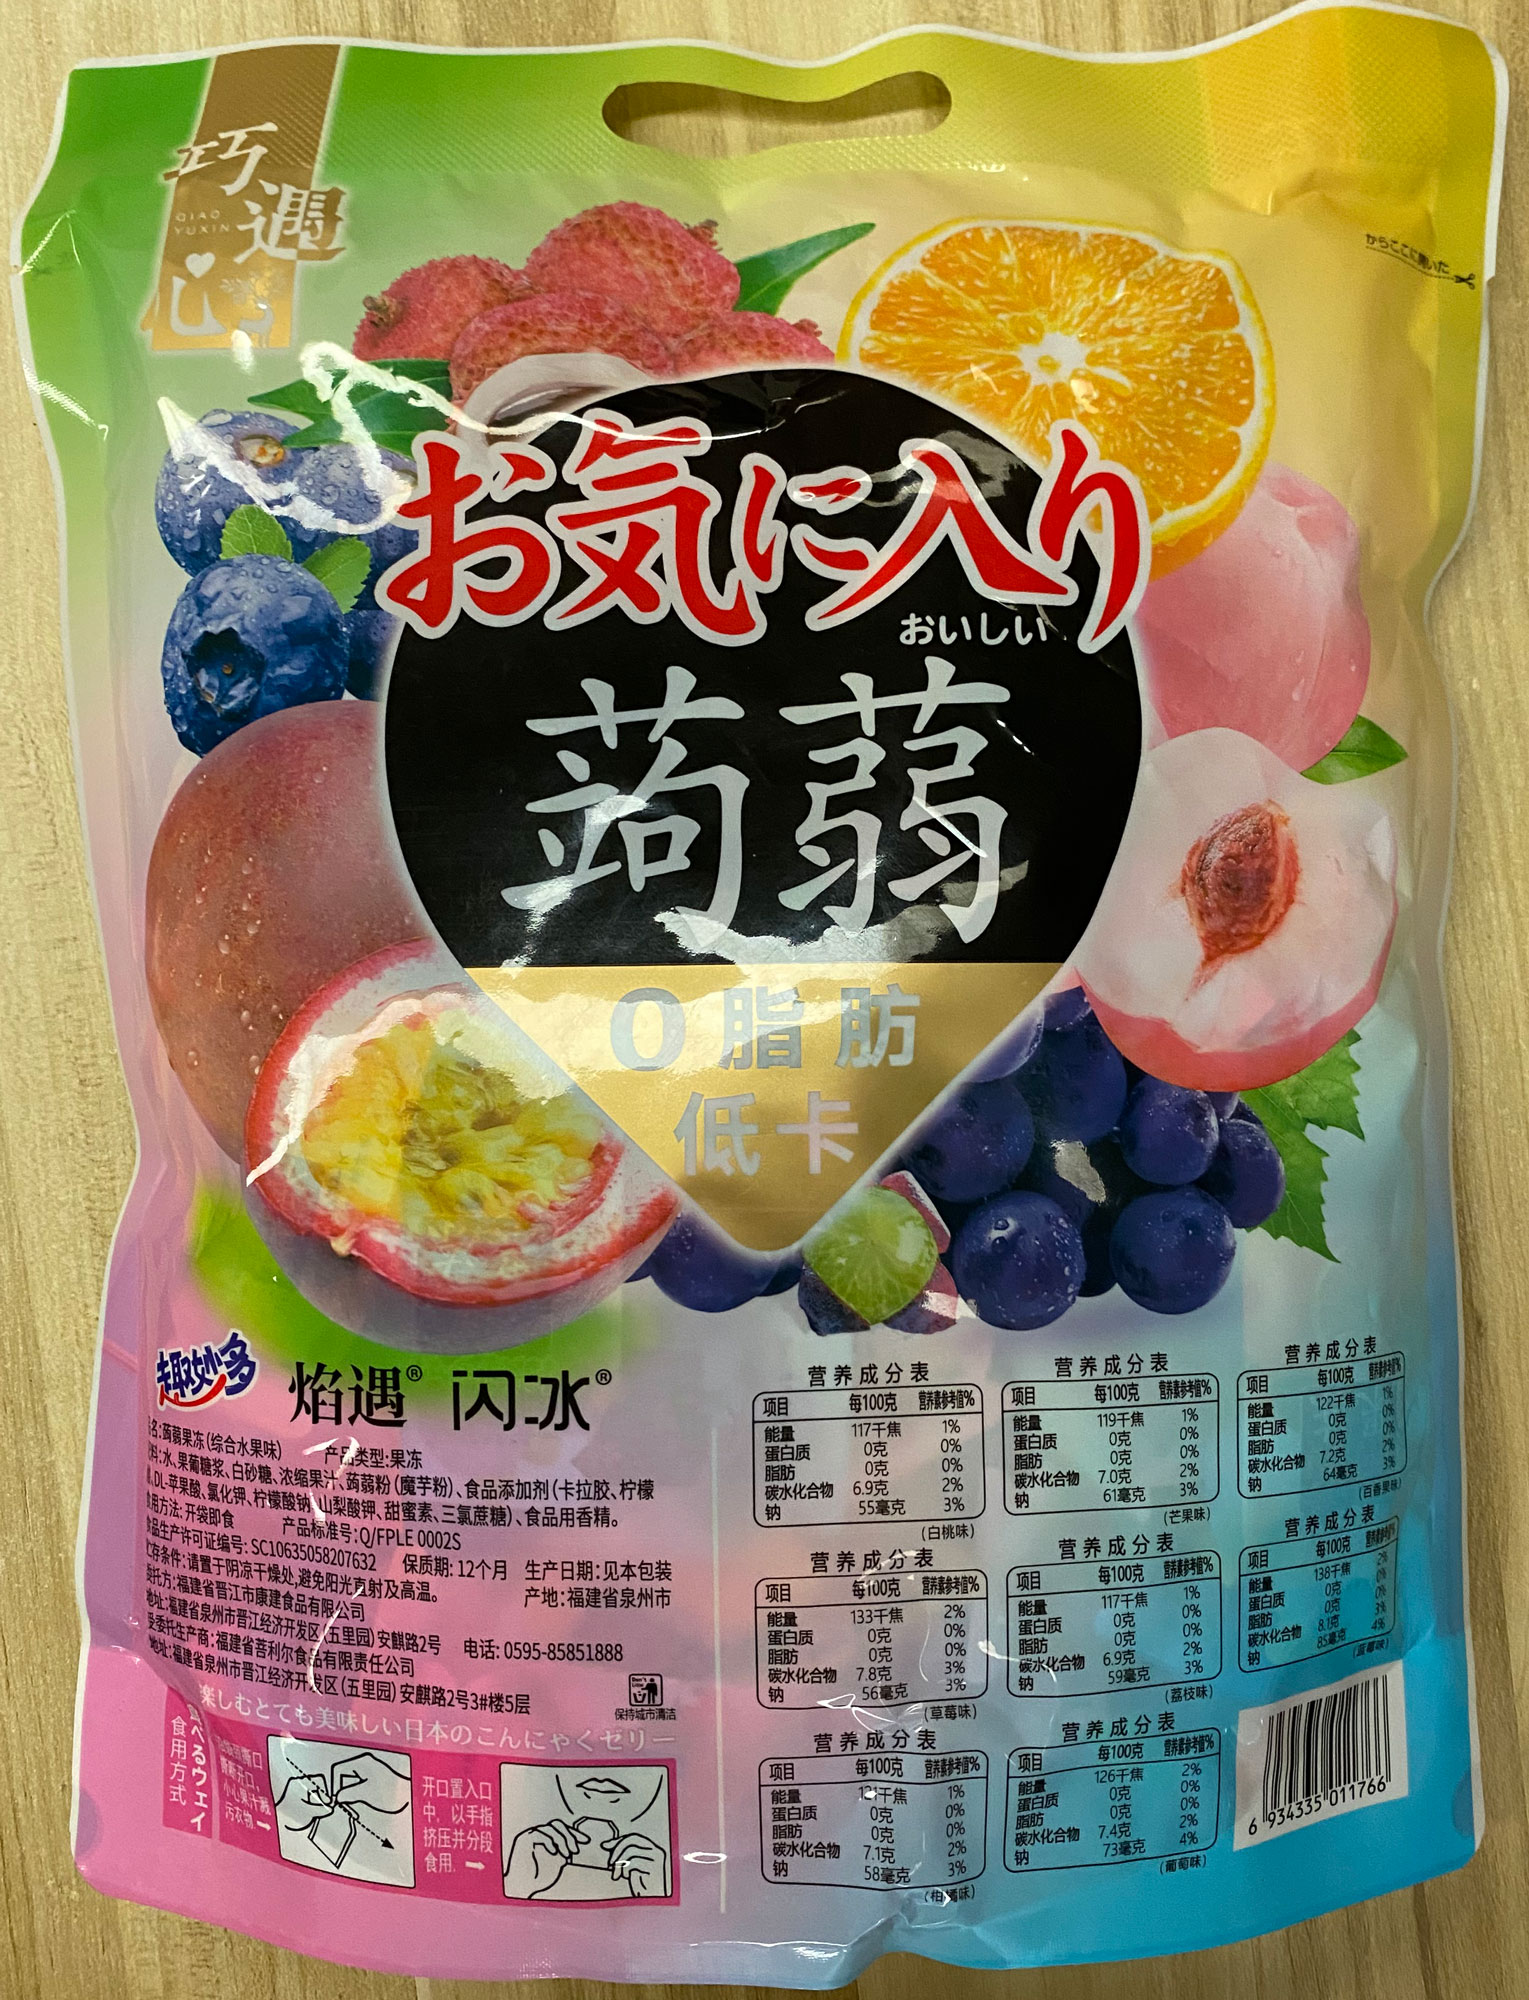 巧遇
QIAO
YUXIN
心
からここに開いた
お気に入り
おいしい
蒟蒻
0脂肪
低卡
趣妙多 焰遇® 闪冰®
名:蒟蒻果冻(综合水果味) 产品类型:果冻
料:水、果葡糖浆、白砂糖、浓缩果汁、蒟蒻粉(魔芋粉)、食品添加剂(卡拉胶、柠檬
、DL-苹果酸、氯化钾、柠檬酸钠、山梨酸钾、甜蜜素、三氯蔗糖)、食品用香精。
食用方法:开袋即食 产品标准号:Q/FPLE 0002S
食品生产许可证编号:SC10635058207632 保质期:12个月 生产日期:见本包装
贮存条件:请置于阴凉干燥处,避免阳光直射及高温。 产地:福建省泉州市
委托方:福建省晋江市康建食品有限公司
地址:福建省泉州市晋江经济开发区(五里园)安麒路2号 电话:0595-85851888
受委托生产商:福建省菩利尔食品有限责任公司
地址:福建省泉州市晋江经济开发区(五里园)安麒路2号3#楼5层
保持城市清洁
楽しむとても美味しい日本のこんにゃくゼリー
食べるウェイ
食用方式
撕断开口,
小心果汁溅
污衣物
开口置入口
中,以手指
挤压并分段
食用.
营养成分表
项目 每100克 营养素参考值%
能量 117千焦 1%
蛋白质 0克 0%
脂肪 0克 0%
碳水化合物 6.9克 2%
钠 55毫克 3%
(白桃味)
营养成分表
项目 每100克 营养素参考值%
能量 119千焦 1%
蛋白质 0克 0%
脂肪 0克 0%
碳水化合物 7.0克 2%
钠 61毫克 3%
(芒果味)
营养成分表
项目 每100克 营养素参考值%
能量 122千焦 1%
蛋白质 0克 0%
脂肪 0克 0%
碳水化合物 7.2克 2%
钠 64毫克 3%
(百香果味)
营养成分表
项目 每100克 营养素参考值%
能量 133千焦 2%
蛋白质 0克 0%
脂肪 0克 0%
碳水化合物 7.8克 3%
钠 56毫克 3%
(草莓味)
营养成分表
项目 每100克 营养素参考值%
能量 117千焦 1%
蛋白质 0克 0%
脂肪 0克 0%
碳水化合物 6.9克 2%
钠 59毫克 3%
(荔枝味)
营养成分表
项目 每100克 营养素参考值%
能量 138千焦 2%
蛋白质 0克 0%
脂肪 0克 0%
碳水化合物 8.1克 3%
钠 85毫克 4%
(蓝莓味)
营养成分表
项目 每100克 营养素参考值%
能量 121千焦 1%
蛋白质 0克 0%
脂肪 0克 0%
碳水化合物 7.1克 2%
钠 58毫克 3%
(柑橘味)
营养成分表
项目 每100克 营养素参考值%
能量 126千焦 2%
蛋白质 0克 0%
脂肪 0克 0%
碳水化合物 7.4克 2%
钠 73毫克 4%
(葡萄味)
6 934335 011766